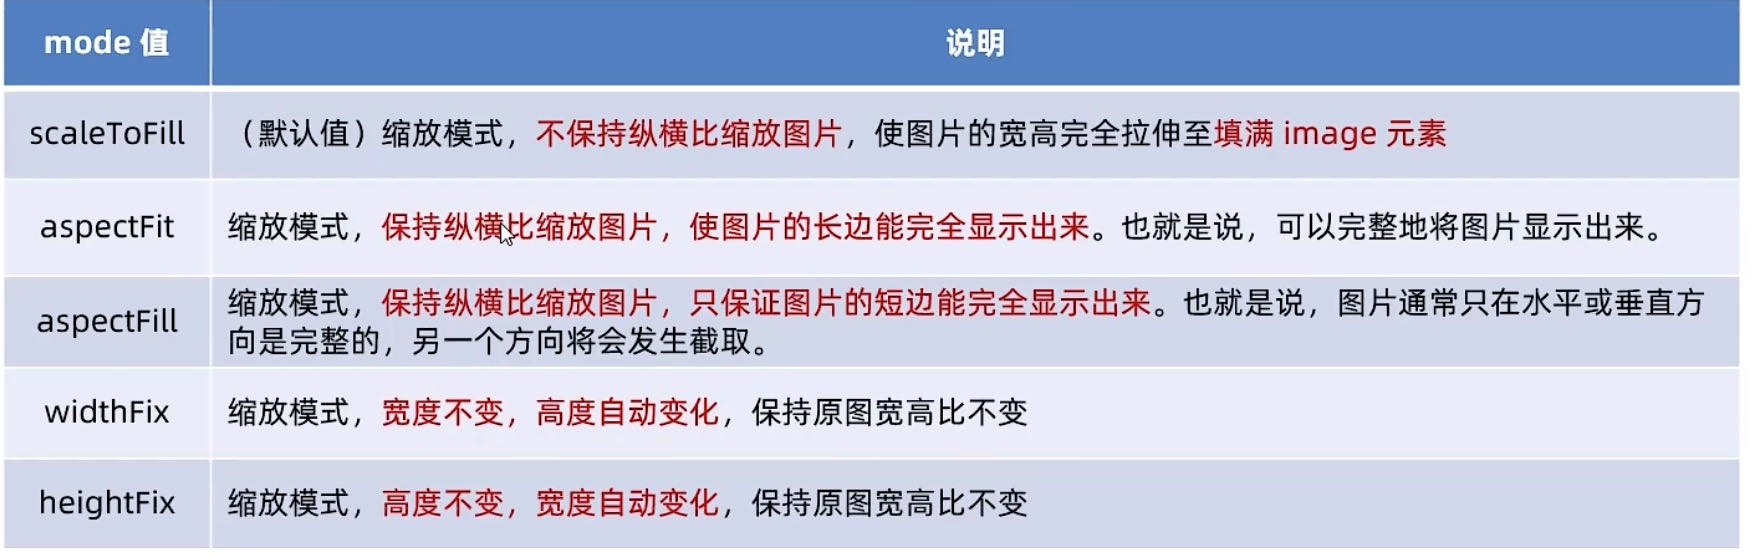 mode 值
说明
scaleToFill
（默认值）缩放模式，不保持纵横比缩放图片，使图片的宽高完全拉伸至填满 image 元素
aspectFit
缩放模式，保持纵横比缩放图片，使图片的长边能完全显示出来。也就是说，可以完整地将图片显示出来。
aspectFill
缩放模式，保持纵横比缩放图片，只保证图片的短边能完全显示出来。也就是说，图片通常只在水平或垂直方
向是完整的，另一个方向将会发生截取。
widthFix
缩放模式，宽度不变，高度自动变化，保持原图宽高比不变
heightFix
缩放模式，高度不变，宽度自动变化，保持原图宽高比不变